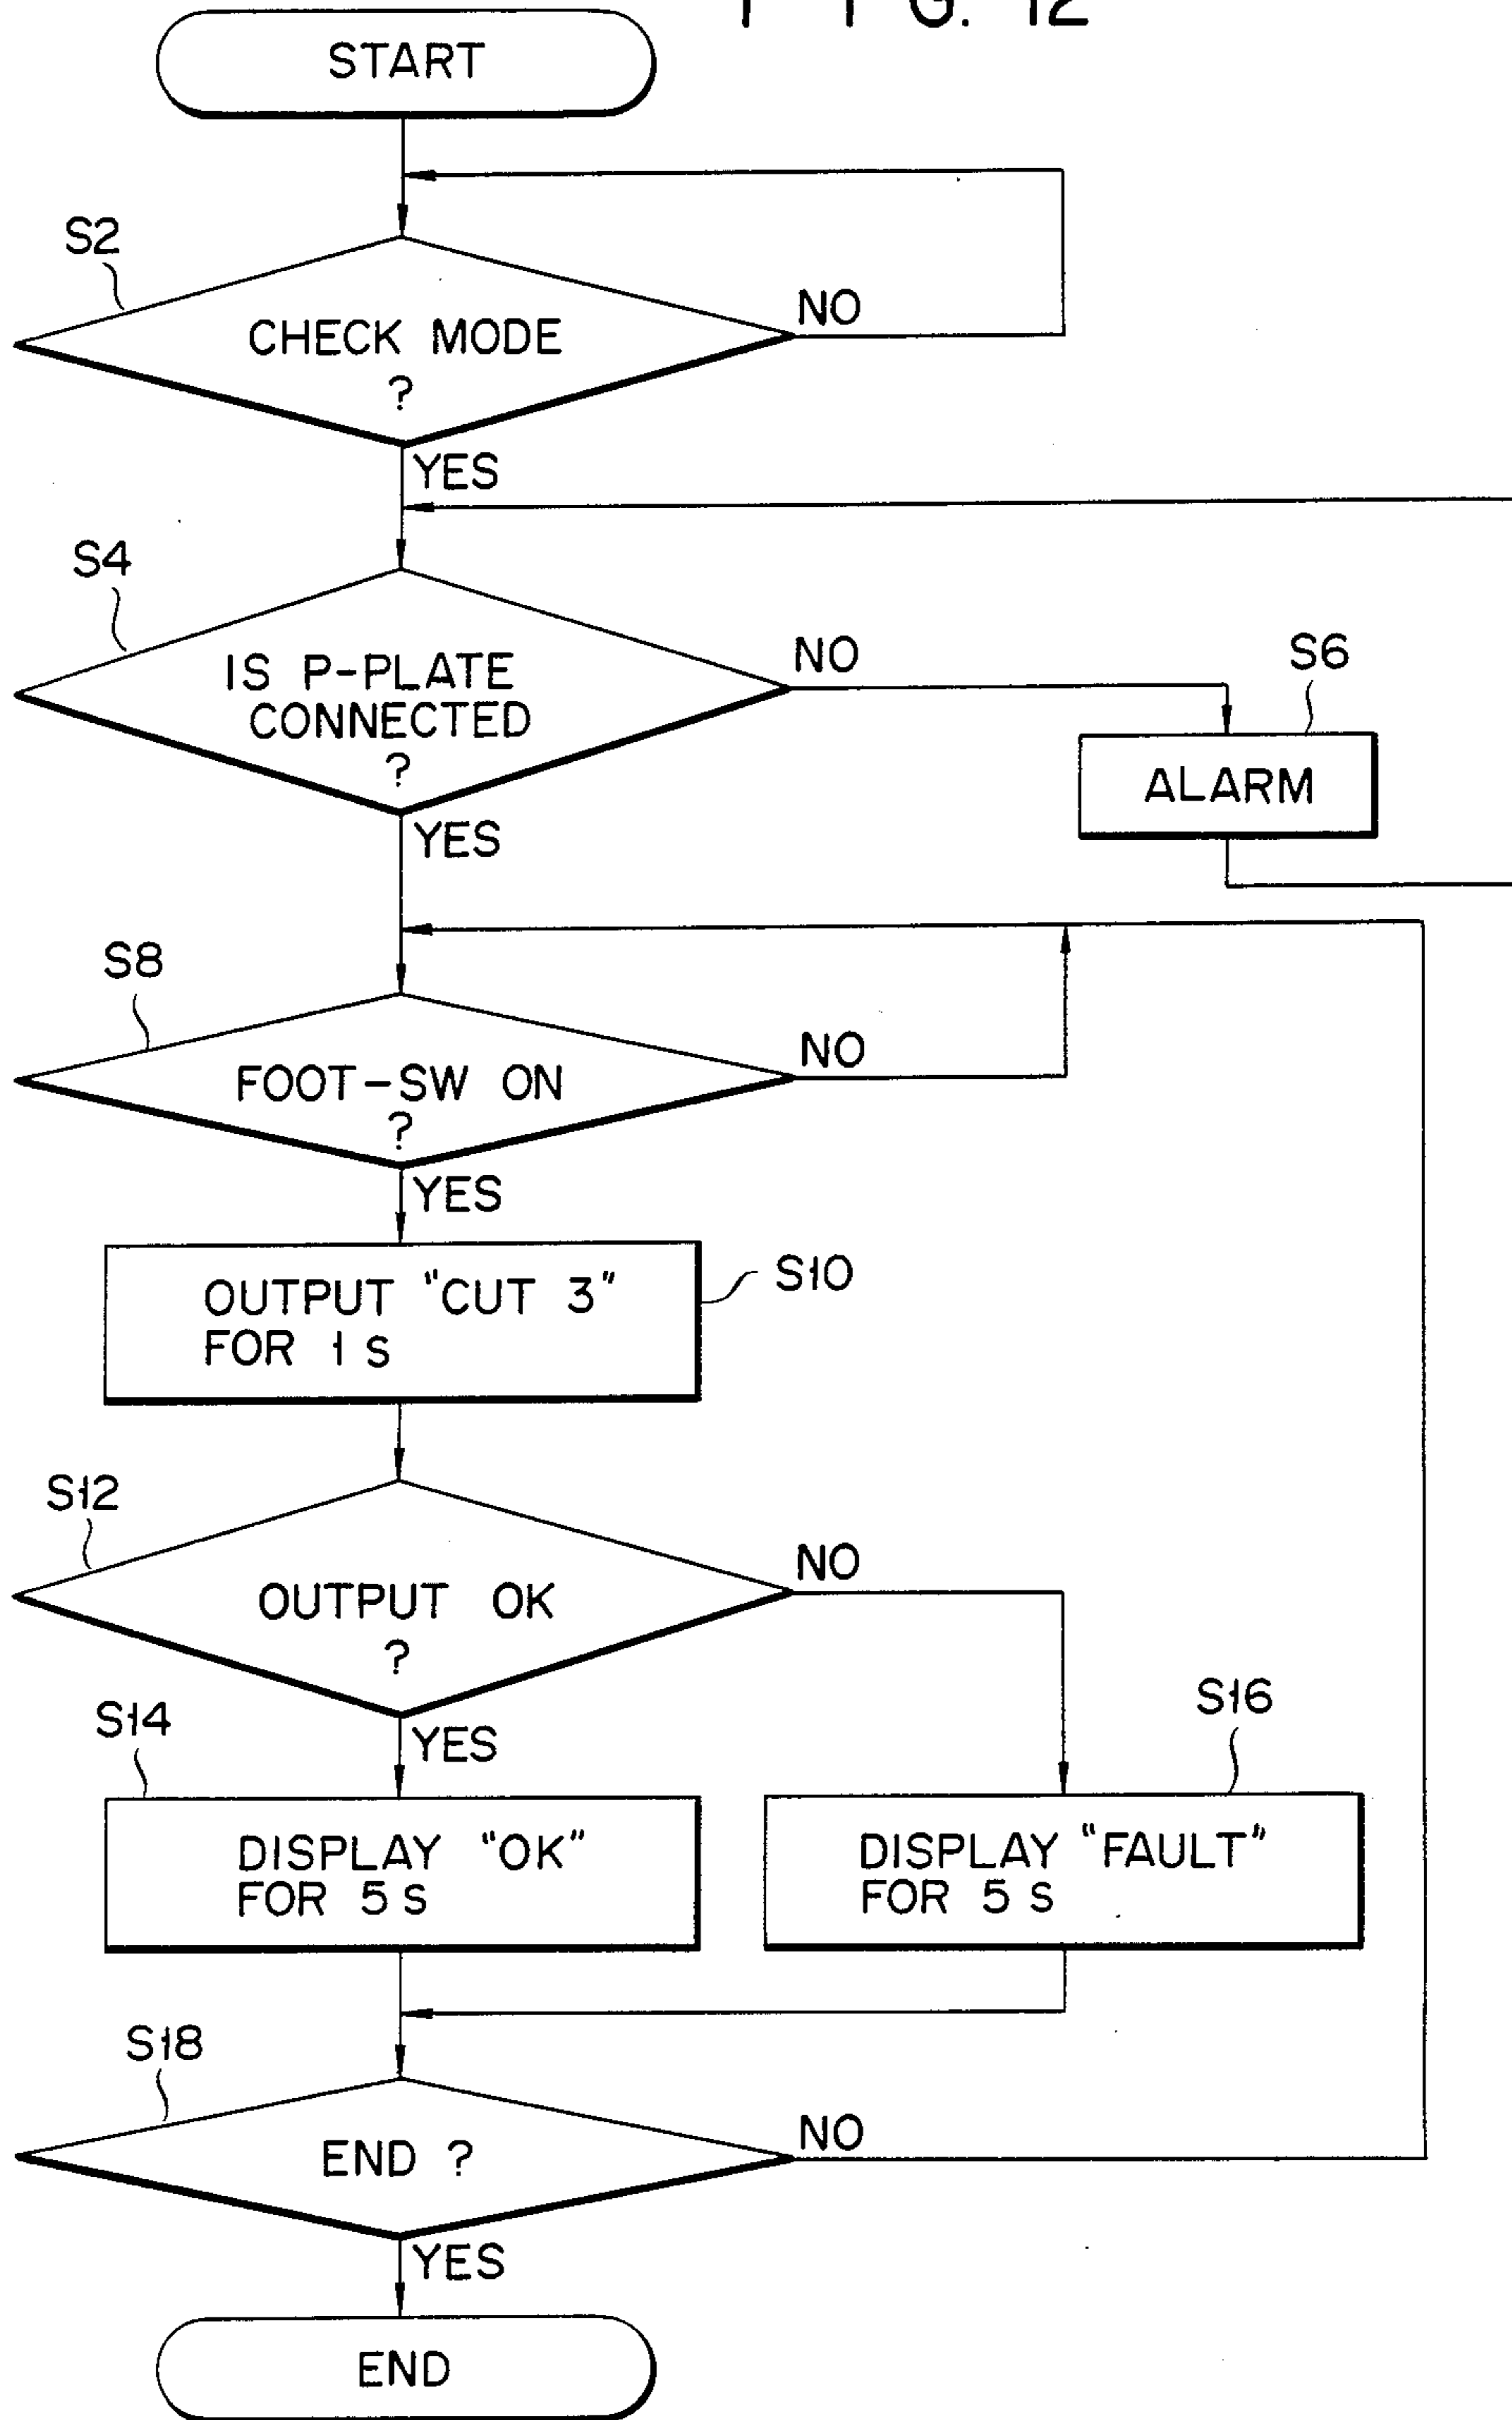 FIG. 12
START
S2
CHECK MODE
?
NO
YES
S4
IS P-PLATE
CONNECTED
?
NO
S6
ALARM
YES
S8
FOOT-SW ON
?
NO
YES
OUTPUT "CUT 3"
FOR 1 S
S10
S12
OUTPUT OK
?
NO
YES
S14
S16
DISPLAY "OK"
FOR 5 S
DISPLAY "FAULT"
FOR 5 S
S18
END ?
NO
YES
END